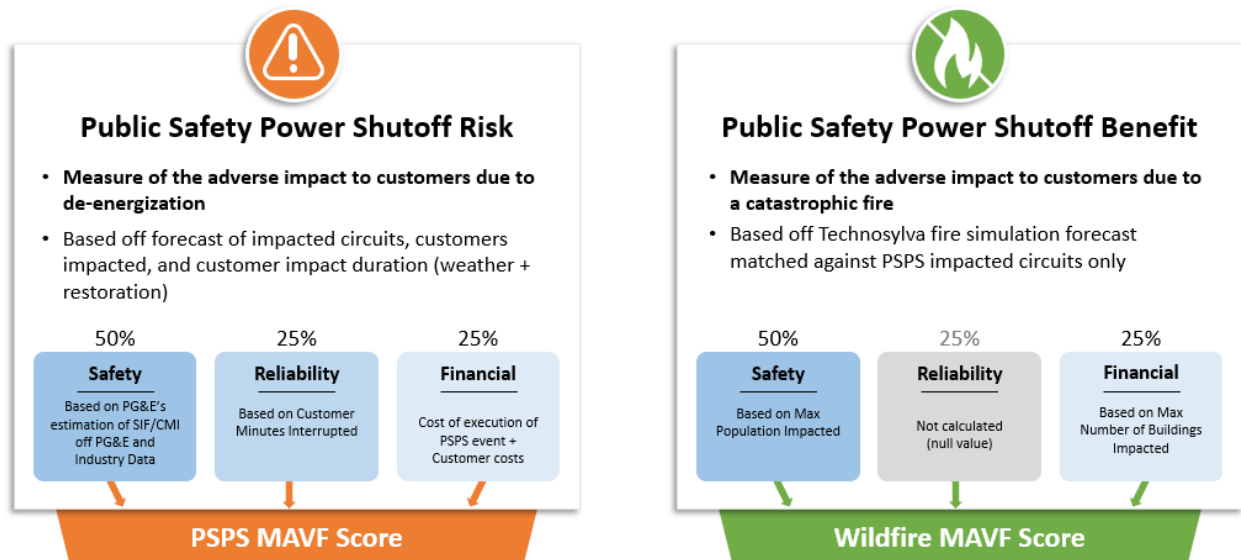 Public Safety Power Shutoff Risk
• Measure of the adverse impact to customers due to
de-energization
• Based off forecast of impacted circuits, customers
impacted, and customer impact duration (weather +
restoration)
50%
Safety
Based on PG&E's
estimation of SIF/CMI
off PG&E and
Industry Data
25%
Reliability
Based on Customer
Minutes Interrupted
25%
Financial
Cost of execution of
PSPS event +
Customer costs
PSPS MAVF Score
Public Safety Power Shutoff Benefit
• Measure of the adverse impact to customers due to
a catastrophic fire
• Based off Technosylva fire simulation forecast
matched against PSPS impacted circuits only
50%
Safety
Based on Max
Population Impacted
25%
Reliability
Not calculated
(null value)
25%
Financial
Based on Max
Number of Buildings
Impacted
Wildfire MAVF Score